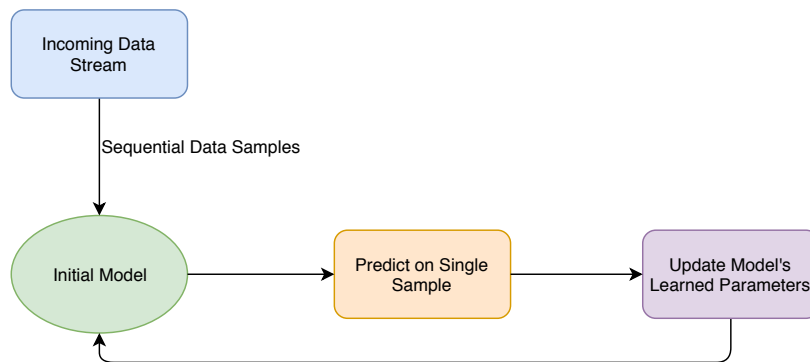 Incoming Data
Stream
Sequential Data Samples
Initial Model
Predict on Single
Sample
Update Model's
Learned Parameters